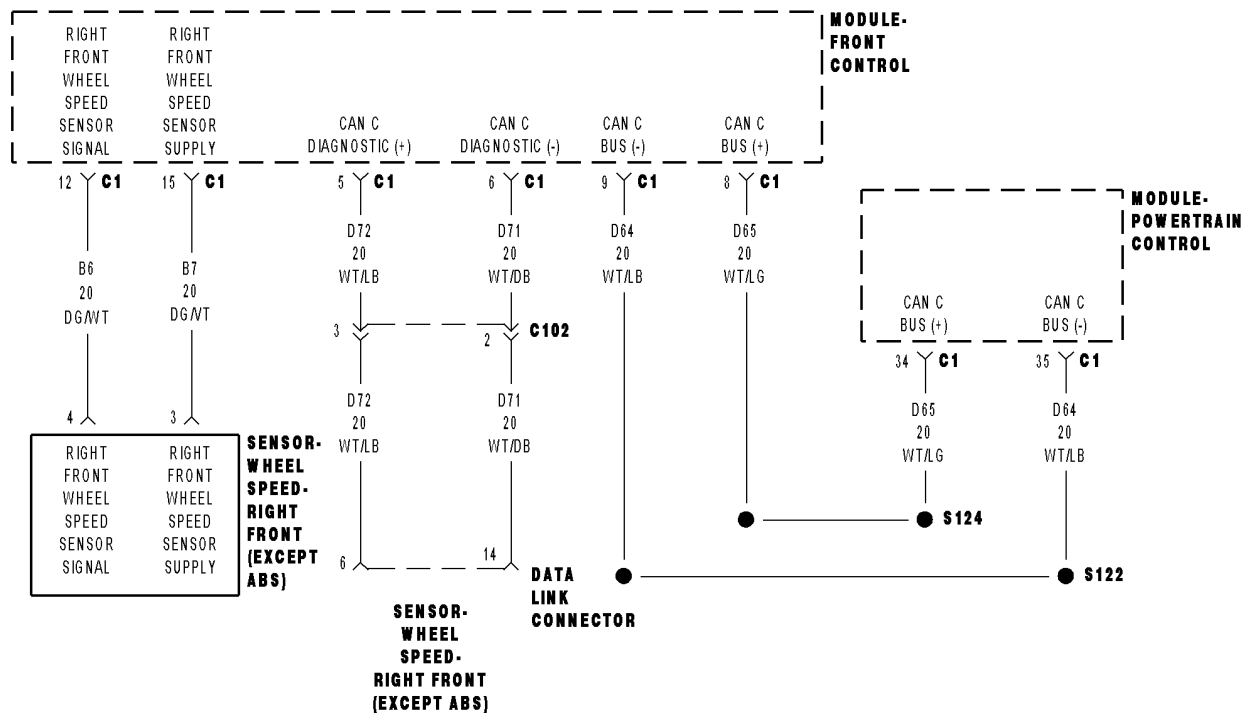 MODULE-
FRONT
CONTROL
RIGHT
FRONT
WHEEL
SPEED
SENSOR
SIGNAL
RIGHT
FRONT
WHEEL
SPEED
SENSOR
SUPPLY
CAN C
DIAGNOSTIC (+)
CAN C
DIAGNOSTIC (-)
CAN C
BUS (-)
CAN C
BUS (+)
12 C1
15 C1
5 C1
6 C1
9 C1
8 C1
B6
20
DG/WT
B7
20
DG/VT
D72
20
WT/LB
D71
20
WT/DB
D64
20
WT/LB
D65
20
WT/LG
MODULE-
POWERTRAIN
CONTROL
CAN C
BUS (+)
CAN C
BUS (-)
34 C1
35 C1
3
2
C102
D72
20
WT/LB
D71
20
WT/DB
D65
20
WT/LG
D64
20
WT/LB
4
3
RIGHT
FRONT
WHEEL
SPEED
SENSOR
SIGNAL
RIGHT
FRONT
WHEEL
SPEED
SENSOR
SUPPLY
SENSOR-
WHEEL
SPEED-
RIGHT
FRONT
(EXCEPT
ABS)
S124
S122
6
14
DATA
LINK
CONNECTOR
SENSOR-
WHEEL
SPEED-
RIGHT FRONT
(EXCEPT ABS)